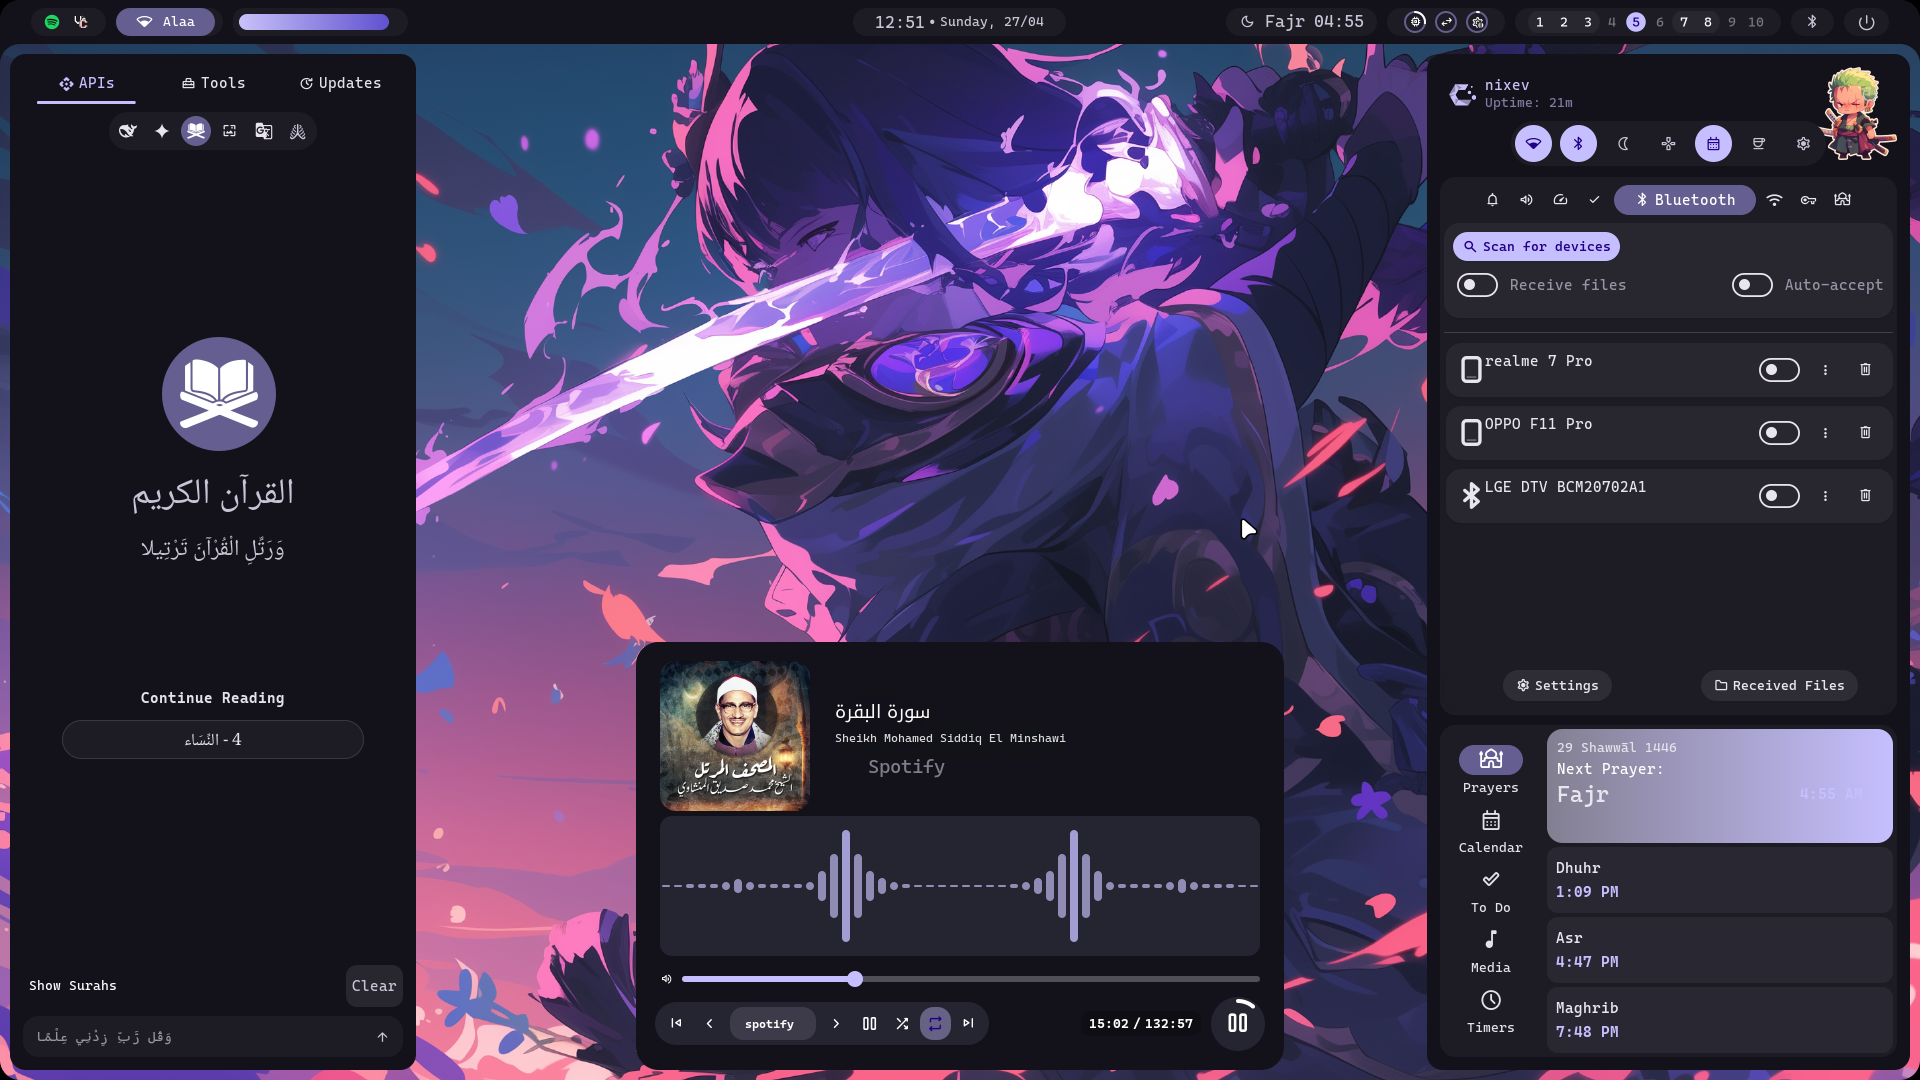 Alaa
12:51 • Sunday, 27/04
Fajr 04:55
1 2 3 4 5 6 7 8 9 10
APIs
Tools
Updates
القرآن الكريم
وَرَتِّلِ الْقُرْآنَ تَرْتِيلا
Continue Reading
4 - النِّسَاء
Show Surahs
Clear
وَقُل رَّبِّ زِدْنِي عِلْمًا
المصحف المرتل
الشيخ محمد صديق المنشاوي
سورة البقرة
Sheikh Mohamed Siddiq El Minshawi
Spotify
spotify
15:02 / 132:57
nixev
Uptime: 21m
Bluetooth
Scan for devices
Receive files
Auto-accept
realme 7 Pro
OPPO F11 Pro
LGE DTV BCM20702A1
Settings
Received Files
Prayers
Calendar
To Do
Media
Timers
29 Shawwāl 1446
Next Prayer:
Fajr
4:55 AM
Dhuhr
1:09 PM
Asr
4:47 PM
Maghrib
7:48 PM